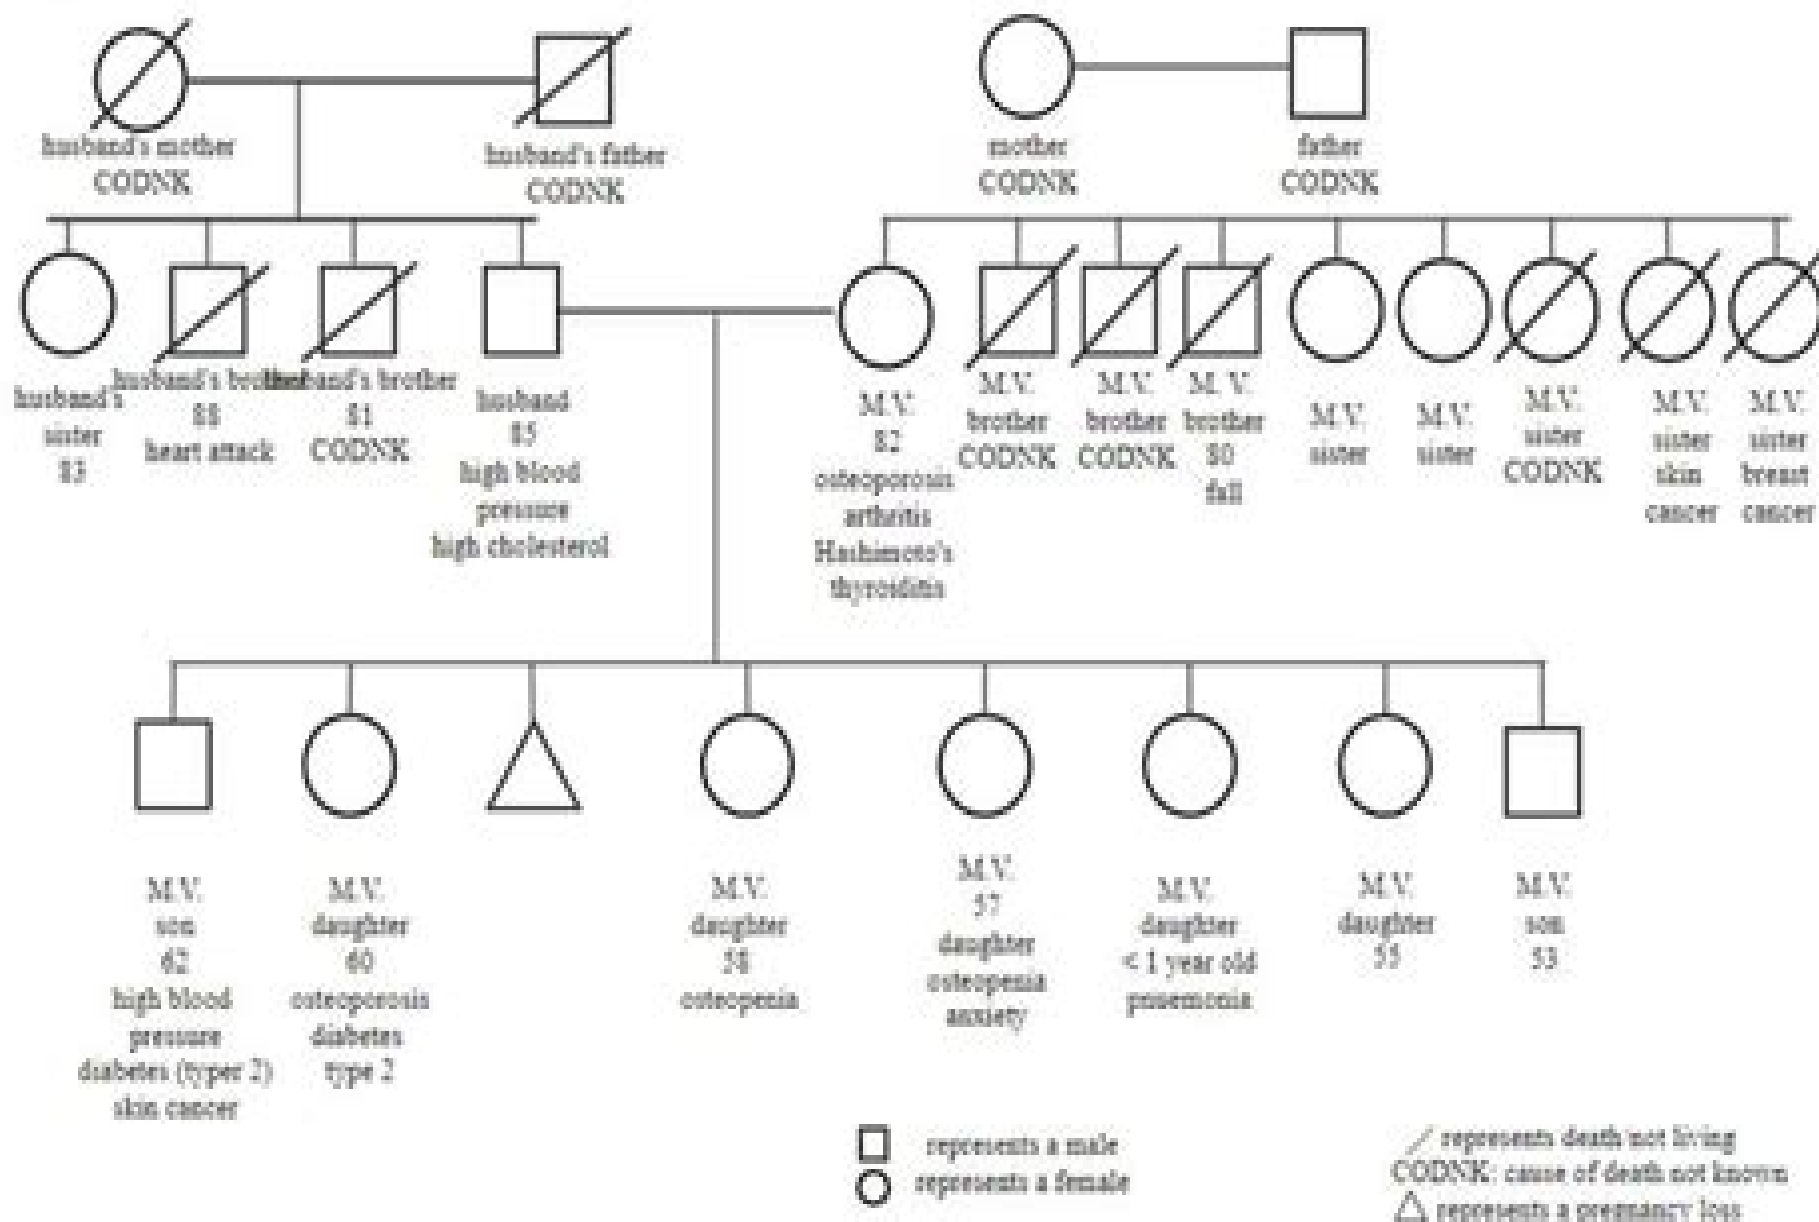 husband's mother
CODNK
husband's father
CODNK
mother
CODNK
father
CODNK
husband's
sister
83
husband's brother
88
heart attack
husband's brother
81
CODNK
husband
85
high blood
pressure
high cholesterol
M.V.
82
osteoporosis
arthritis
Hashimoto's
thyroiditis
M.V.
brother
CODNK
M.V.
brother
CODNK
M. V.
brother
80
fall
M.V.
sister
M.V.
sister
M.V.
sister
CODNK
M.V.
sister
skin
cancer
M.V.
sister
breast
cancer
M.V.
son
62
high blood
pressure
diabetes (typer 2)
skin cancer
M.V.
daughter
60
osteoporosis
diabetes
type 2
M.V.
daughter
58
osteopenia
M.V.
57
daughter
osteopenia
anxiety
M.V.
daughter
< 1 year old
pnuemonia
M.V.
daughter
55
M.V.
son
53
represents a male
represents a female
represents death/not living
CODNK: cause of death not known
represents a pregnancy loss